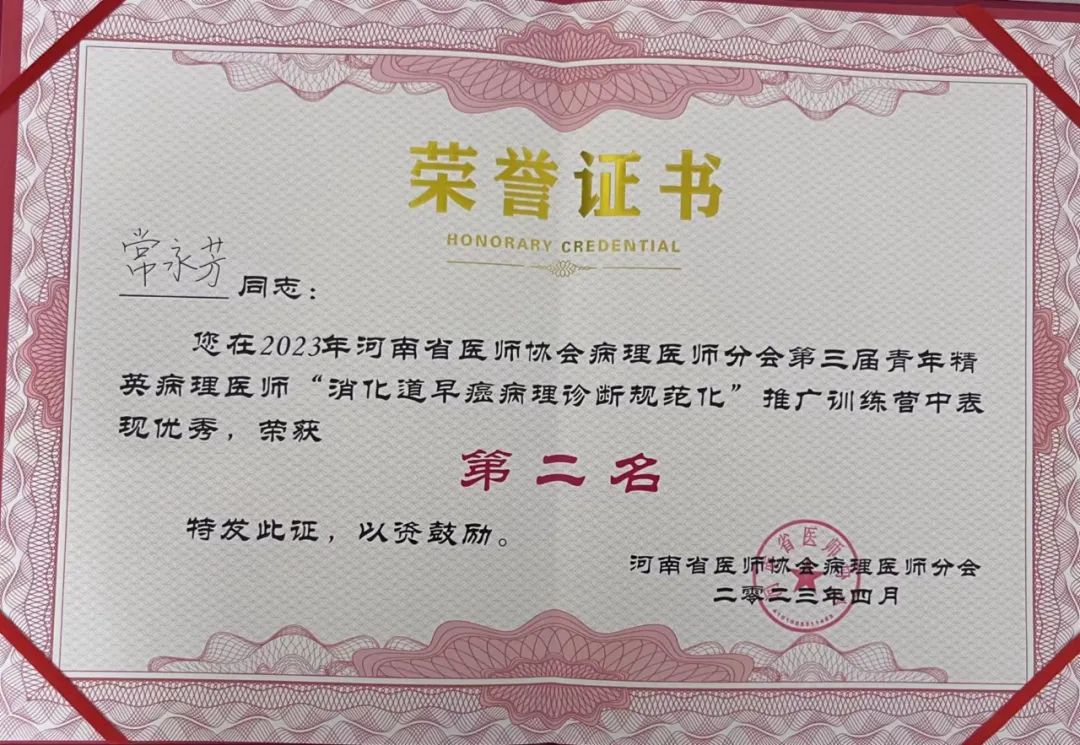 荣誉证书
HONORARY CREDENTIAL
常永芳 同志：
您在2023年河南省医师协会病理医师分会第三届青年精
英病理医师“消化道早癌病理诊断规范化”推广训练营中表
现优秀，荣获
第二名
特发此证，以资鼓励。
河南省医师协会病理医师分会
二零二三年四月